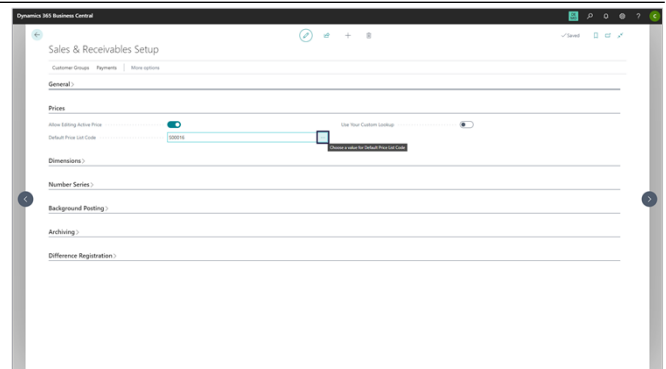 Dynamics 365 Business Central
Saved
Sales & Receivables Setup
Customer Groups Payments More options
General
Prices
Allow Editing Active Price
Use Your Custom Lookup
Default Price List Code
S00016
Choose a value for Default Price List Code
Dimensions
Number Series
Background Posting
Archiving
Difference Registration